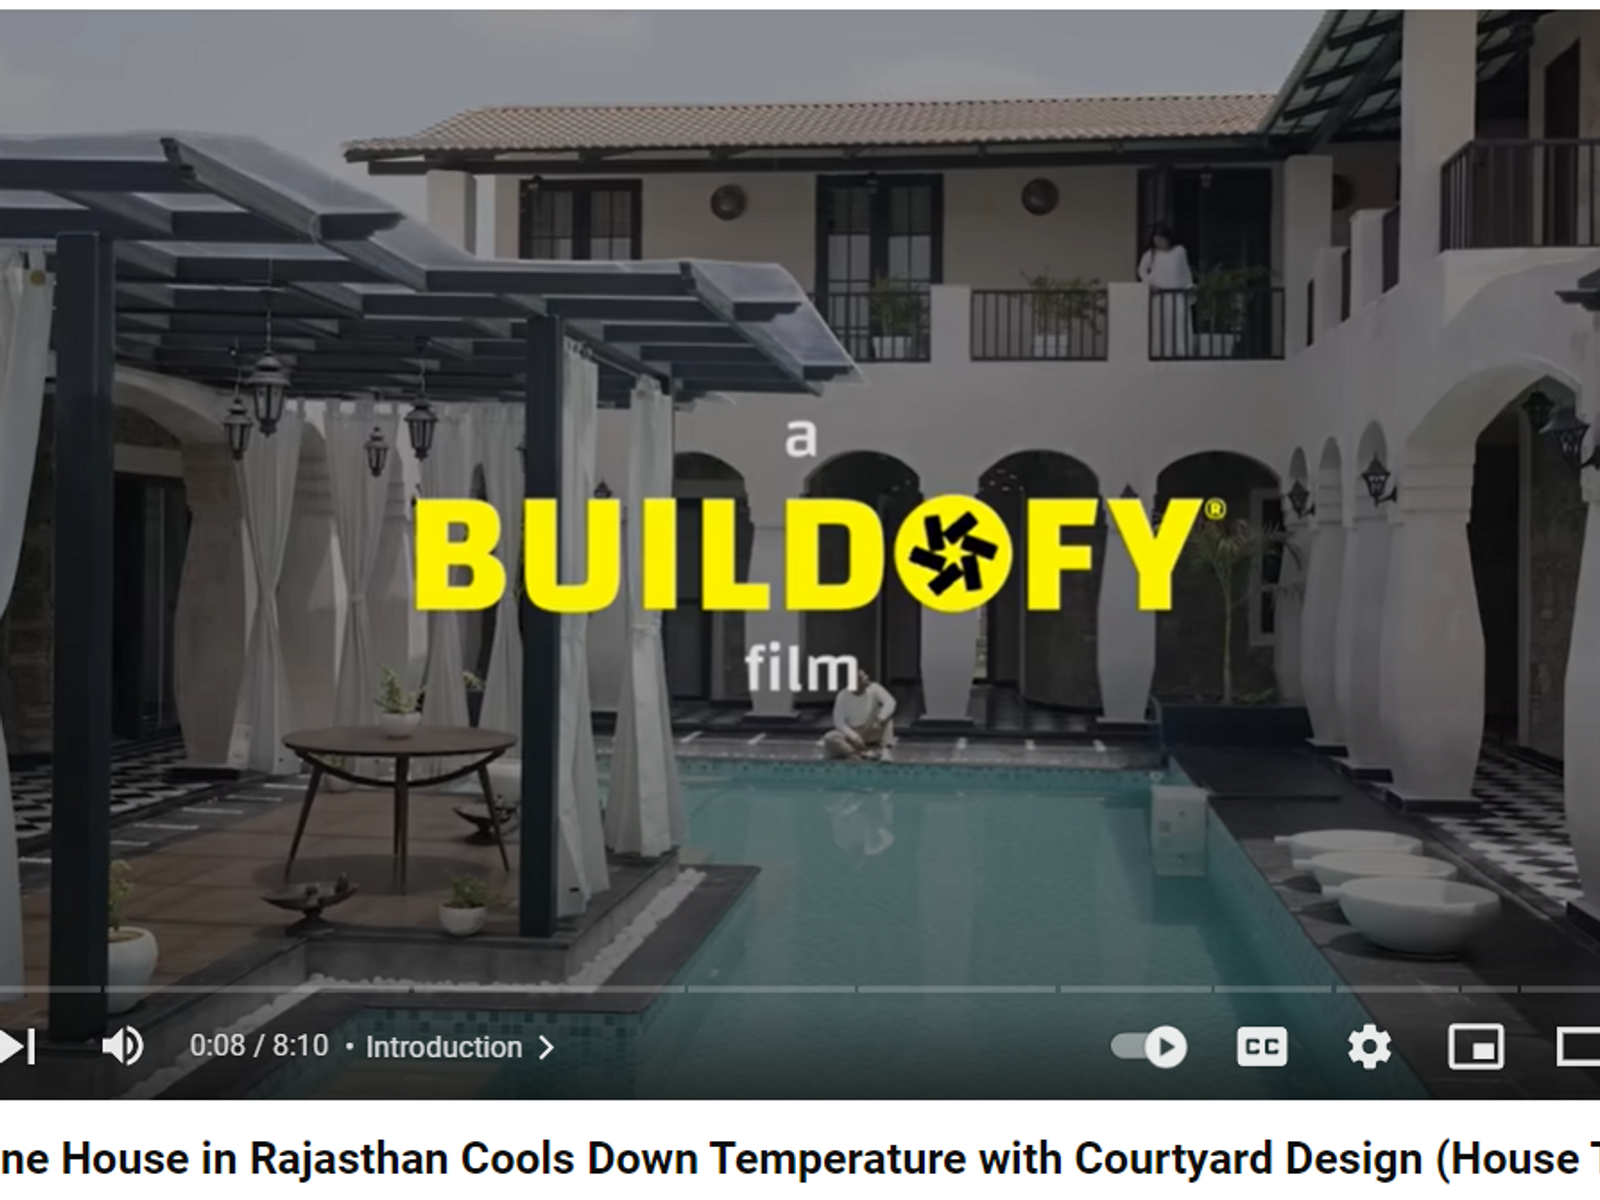 a
BUILDOFY®
film
0:08 / 8:10 • Introduction
CC
ne House in Rajasthan Cools Down Temperature with Courtyard Design (House T